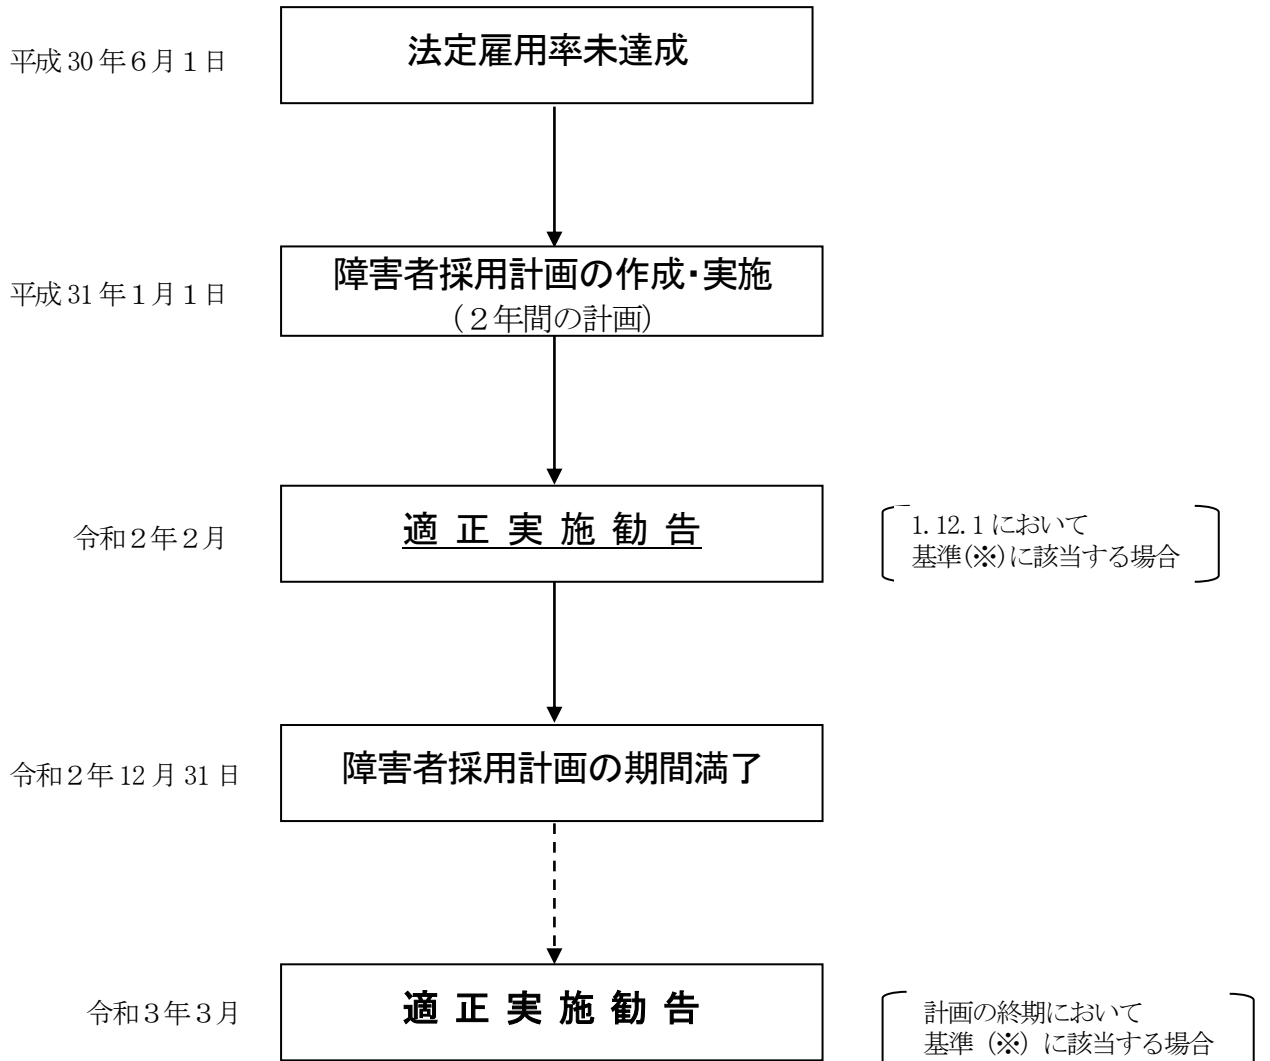 平成30年６月１日
法定雇用率未達成
平成31年１月１日
障害者採用計画の作成・実施
（２年間の計画）
令和２年２月
適 正 実 施 勧 告
1.12.1において
基準(※)に該当する場合
令和２年12月31日
障害者採用計画の期間満了
令和３年３月
適 正 実 施 勧 告
計画の終期において
基準（※）に該当する場合